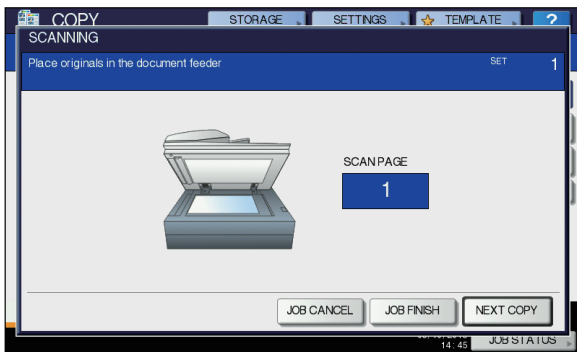 COPY STORAGE SETTINGS TEMPLATE ?
SCANNING
Place originals in the document feeder SET 1
SCAN PAGE
1
JOB CANCEL JOB FINISH NEXT COPY
14:45 JOB STATUS